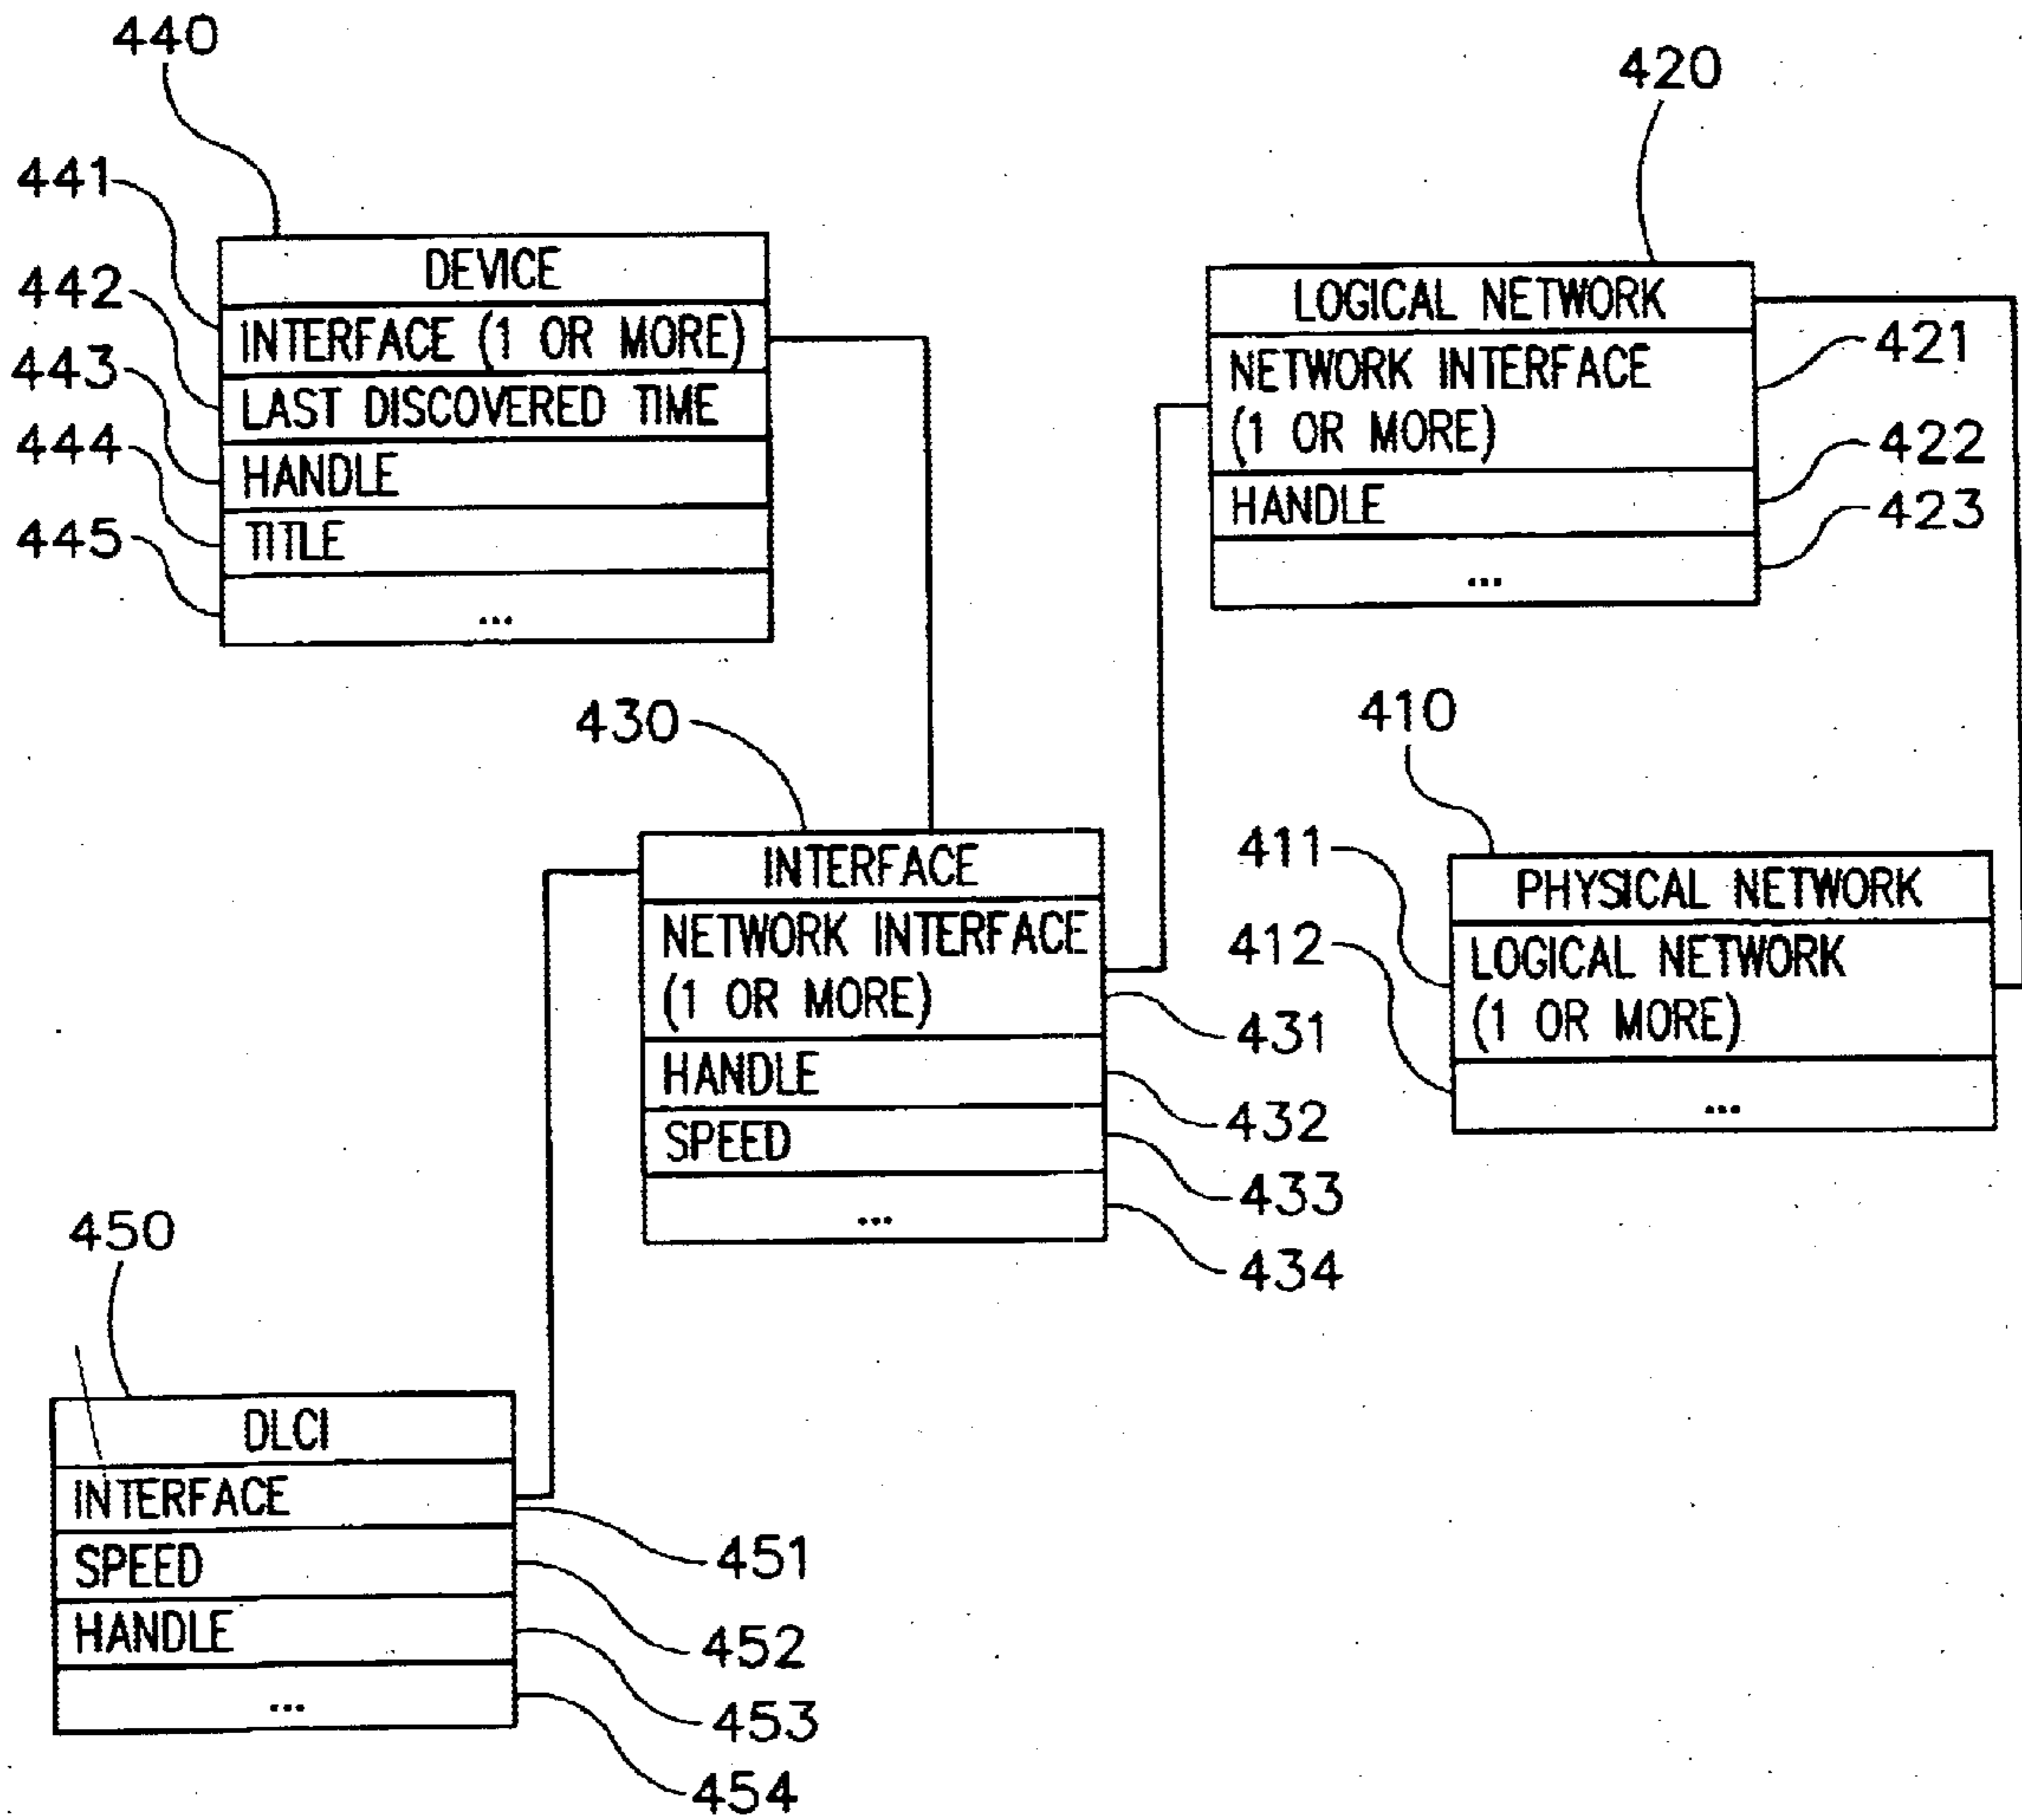 440
441
442
443
444
445
DEVICE
INTERFACE (1 OR MORE)
LAST DISCOVERED TIME
HANDLE
TITLE
...
420
LOGICAL NETWORK
NETWORK INTERFACE
(1 OR MORE)
HANDLE
...
421
422
423
430
INTERFACE
NETWORK INTERFACE
(1 OR MORE)
HANDLE
SPEED
...
431
432
433
434
410
411
412
PHYSICAL NETWORK
LOGICAL NETWORK
(1 OR MORE)
...
450
DLCI
INTERFACE
SPEED
HANDLE
...
451
452
453
454